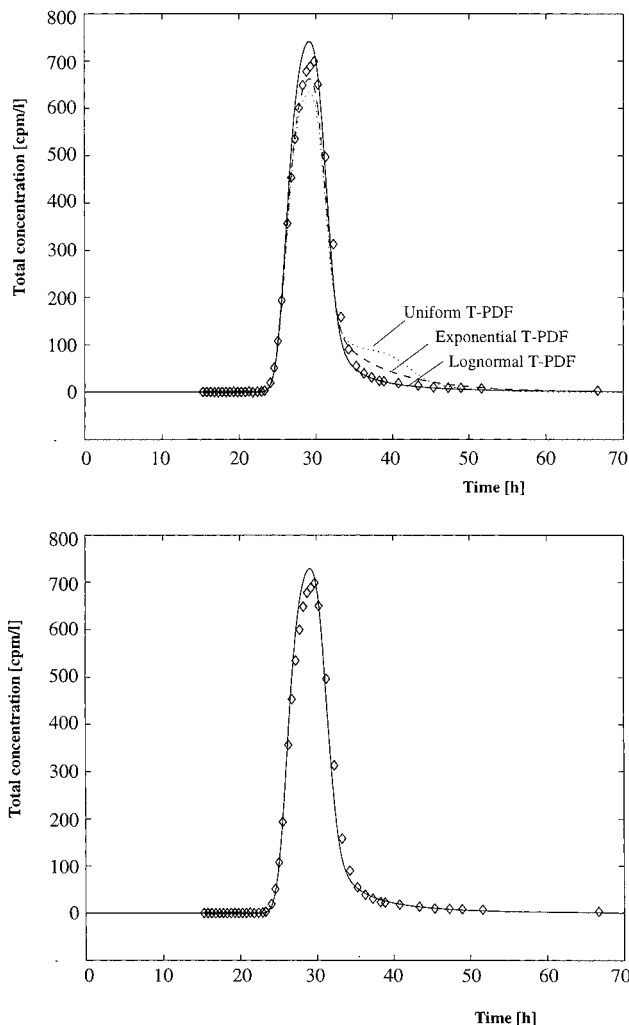 800
700
600
500
400
300
200
100
0
-
Total concentration [cpm/l]
Uniform T-PDF
Exponential T-PDF
Lognormal T-PDF
0 10 20 30 40 50 60 70
Time [h]
800
700
600
500
400
300
200
100
0
-
Total concentration [cpm/l]
0 10 20 30 40 50 60 70
Time [h]